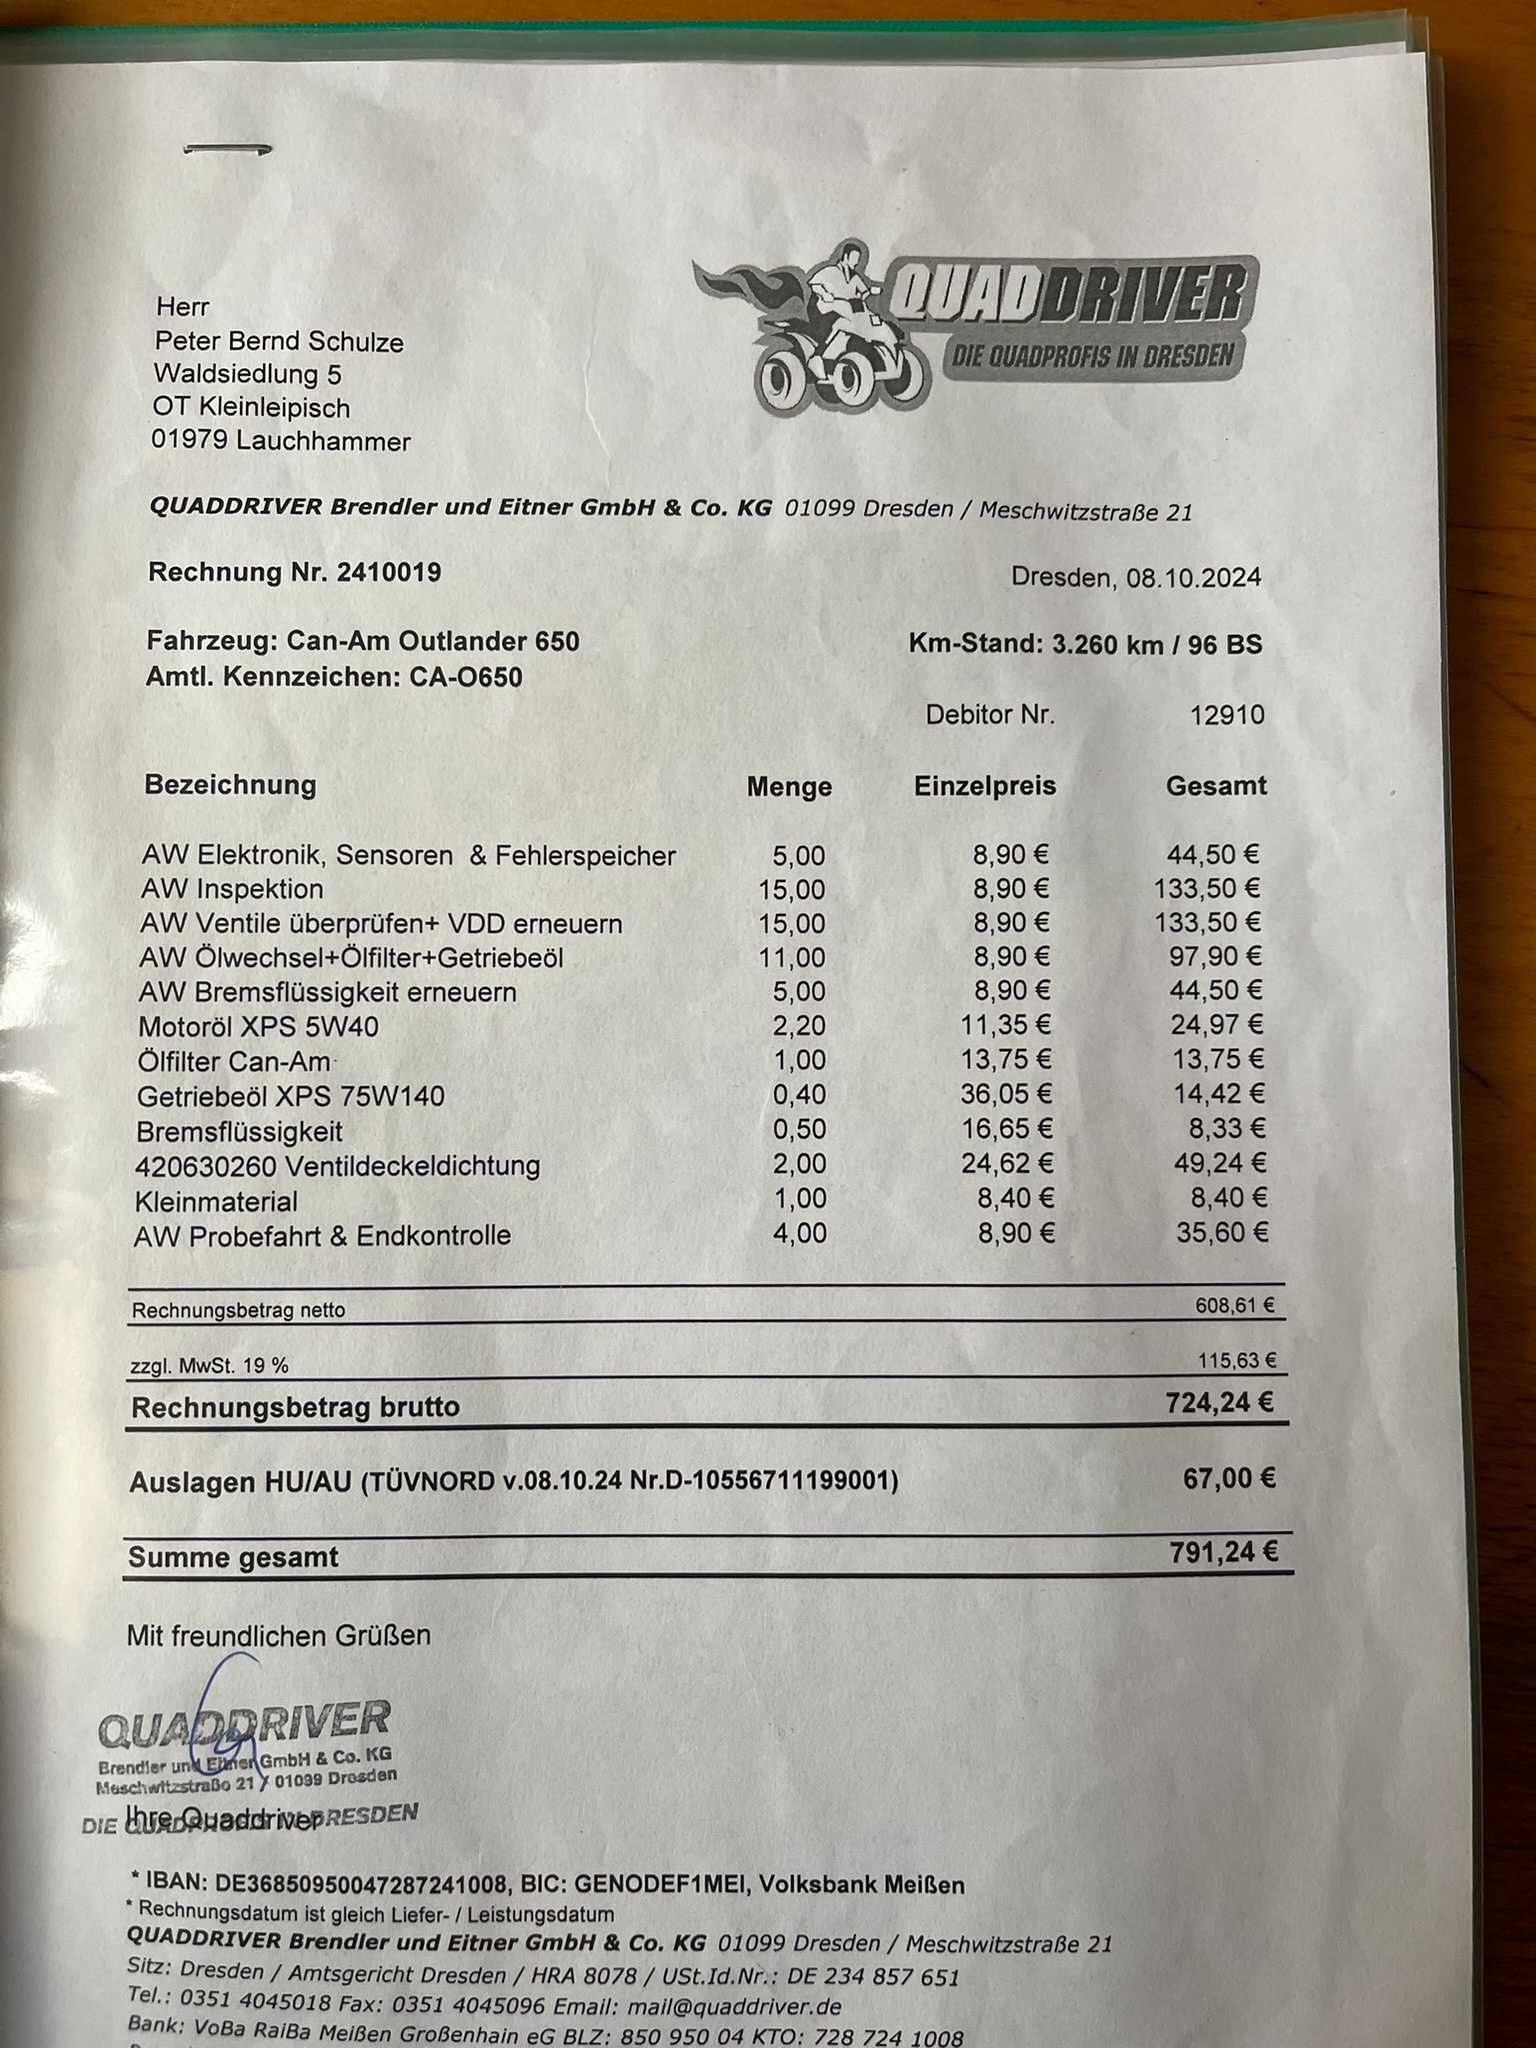 QUADDRIVER
DIE QUADPROFIS IN DRESDEN
Herr
Peter Bernd Schulze
Waldsiedlung 5
OT Kleinleipisch
01979 Lauchhammer
QUADDRIVER Brendler und Eitner GmbH & Co. KG 01099 Dresden / Meschwitzstraße 21
Rechnung Nr. 2410019 Dresden, 08.10.2024
Fahrzeug: Can-Am Outlander 650 Km-Stand: 3.260 km / 96 BS
Amtl. Kennzeichen: CA-O650
Debitor Nr. 12910
Bezeichnung Menge Einzelpreis Gesamt
AW Elektronik, Sensoren & Fehlerspeicher 5,00 8,90 € 44,50 €
AW Inspektion 15,00 8,90 € 133,50 €
AW Ventile überprüfen+ VDD erneuern 15,00 8,90 € 133,50 €
AW Ölwechsel+Ölfilter+Getriebeöl 11,00 8,90 € 97,90 €
AW Bremsflüssigkeit erneuern 5,00 8,90 € 44,50 €
Motoröl XPS 5W40 2,20 11,35 € 24,97 €
Ölfilter Can-Am 1,00 13,75 € 13,75 €
Getriebeöl XPS 75W140 0,40 36,05 € 14,42 €
Bremsflüssigkeit 0,50 16,65 € 8,33 €
420630260 Ventildeckeldichtung 2,00 24,62 € 49,24 €
Kleinmaterial 1,00 8,40 € 8,40 €
AW Probefahrt & Endkontrolle 4,00 8,90 € 35,60 €
Rechnungsbetrag netto 608,61 €
zzgl. MwSt. 19 % 115,63 €
Rechnungsbetrag brutto 724,24 €
Auslagen HU/AU (TÜVNORD v.08.10.24 Nr.D-10556711199001) 67,00 €
Summe gesamt 791,24 €
Mit freundlichen Grüßen
QUADDRIVER
Brendler und Eitner GmbH & Co. KG
Meschwitzstraße 21 / 01099 Dresden
DIE QUADPROFIS IN DRESDEN
Ihre Quaddriver
* IBAN: DE36850950047287241008, BIC: GENODEF1MEI, Volksbank Meißen
* Rechnungsdatum ist gleich Liefer- / Leistungsdatum
QUADDRIVER Brendler und Eitner GmbH & Co. KG 01099 Dresden / Meschwitzstraße 21
Sitz: Dresden / Amtsgericht Dresden / HRA 8078 / USt.Id.Nr.: DE 234 857 651
Tel.: 0351 4045018 Fax: 0351 4045096 Email: mail@quaddriver.de
Bank: VoBa RaiBa Meißen Großenhain eG BLZ: 850 950 04 KTO: 728 724 1008